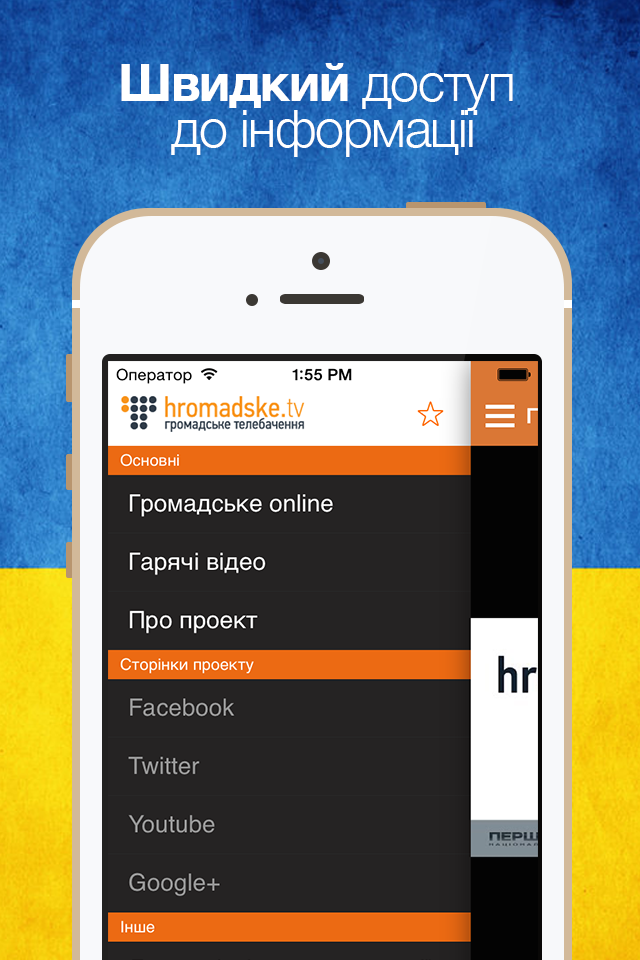 Швидкий доступ
до інформації
Оператор 1:55 PM
hromadske.tv
громадське телебачення
Основні
Громадське online
Гарячі відео
Про проект
Сторінки проекту
Facebook
Twitter
Youtube
Google+
Інше
hr